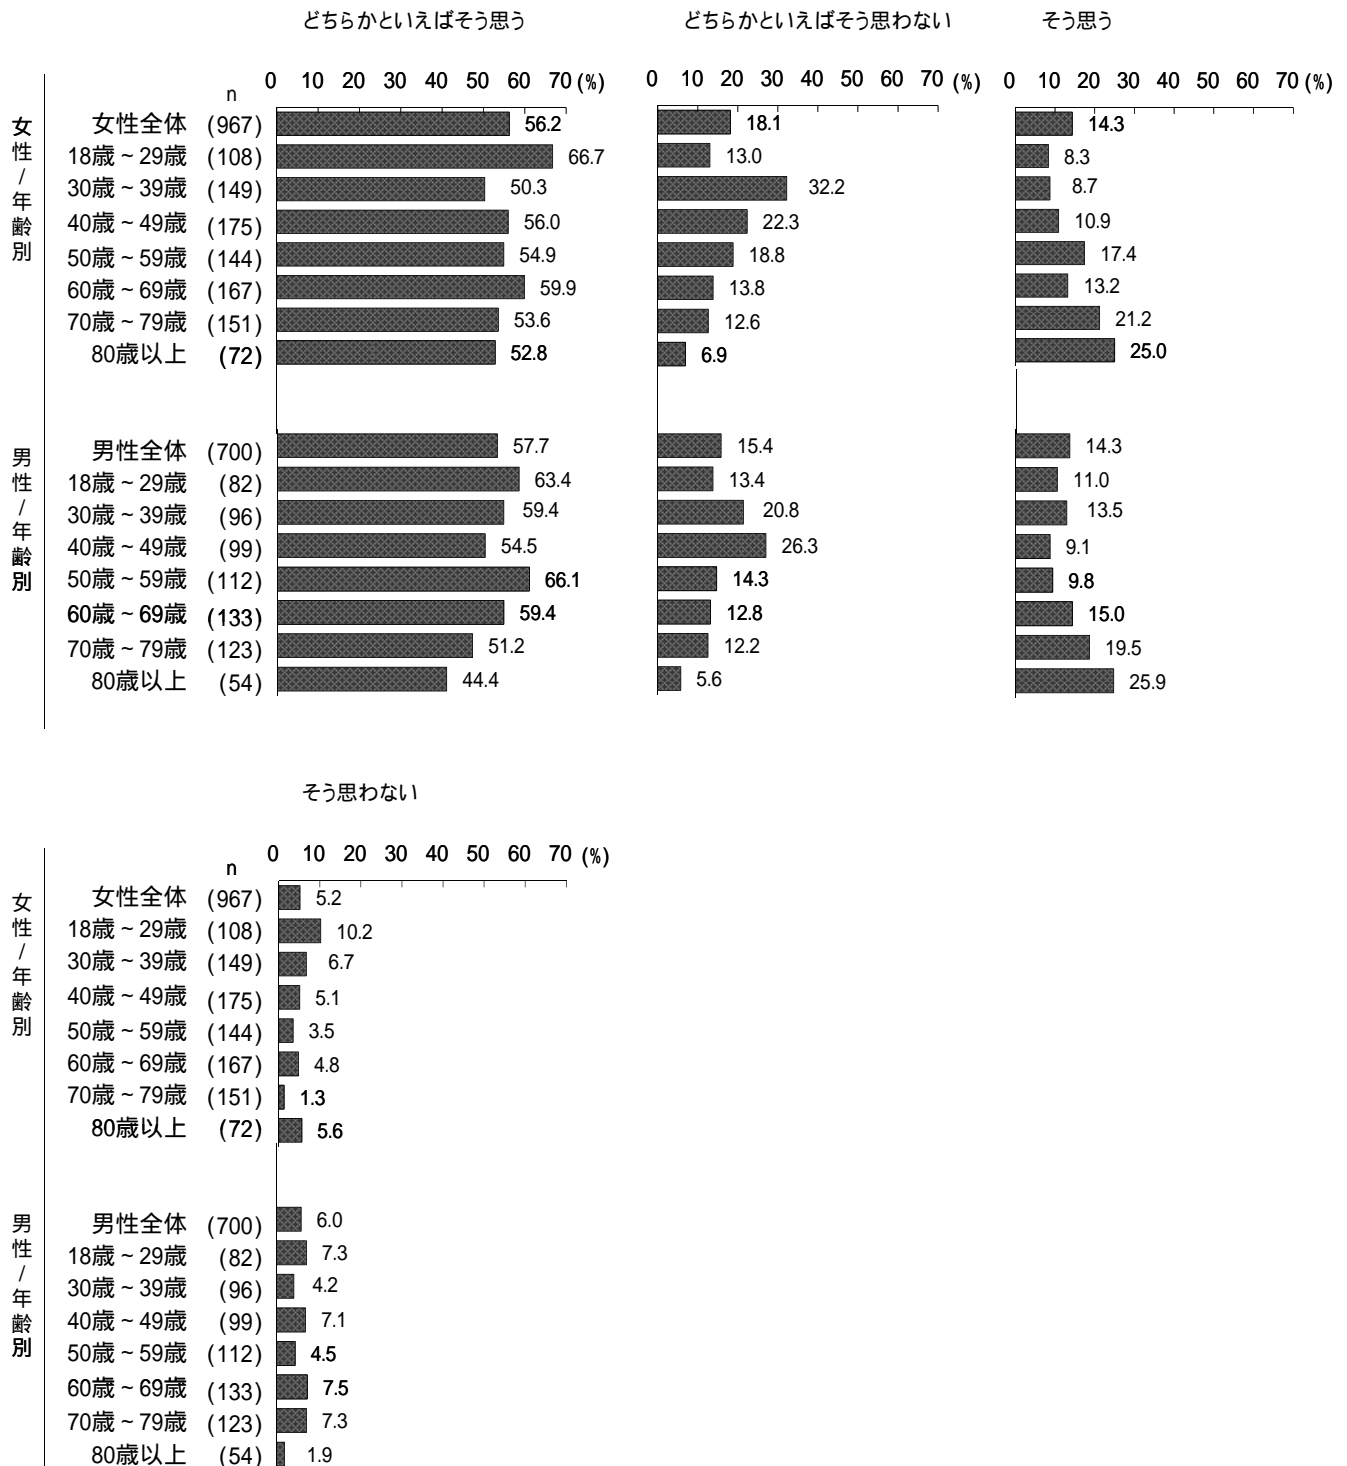 どちらかといえばそう思う どちらかといえばそう思わない そう思う
0 10 20 30 40 50 60 70 (%) 0 10 20 30 40 50 60 70 (%) 0 10 20 30 40 50 60 70 (%)
n
女性/年齢別
女性全体 (967) 56.2 18.1 14.3
18歳~29歳 (108) 66.7 13.0 8.3
30歳~39歳 (149) 50.3 32.2 8.7
40歳~49歳 (175) 56.0 22.3 10.9
50歳~59歳 (144) 54.9 18.8 17.4
60歳~69歳 (167) 59.9 13.8 13.2
70歳~79歳 (151) 53.6 12.6 21.2
80歳以上 (72) 52.8 6.9 25.0
男性/年齢別
男性全体 (700) 57.7 15.4 14.3
18歳~29歳 (82) 63.4 13.4 11.0
30歳~39歳 (96) 59.4 20.8 13.5
40歳~49歳 (99) 54.5 26.3 9.1
50歳~59歳 (112) 66.1 14.3 9.8
60歳~69歳 (133) 59.4 12.8 15.0
70歳~79歳 (123) 51.2 12.2 19.5
80歳以上 (54) 44.4 5.6 25.9
そう思わない
0 10 20 30 40 50 60 70 (%)
n
女性/年齢別
女性全体 (967) 5.2
18歳~29歳 (108) 10.2
30歳~39歳 (149) 6.7
40歳~49歳 (175) 5.1
50歳~59歳 (144) 3.5
60歳~69歳 (167) 4.8
70歳~79歳 (151) 1.3
80歳以上 (72) 5.6
男性/年齢別
男性全体 (700) 6.0
18歳~29歳 (82) 7.3
30歳~39歳 (96) 4.2
40歳~49歳 (99) 7.1
50歳~59歳 (112) 4.5
60歳~69歳 (133) 7.5
70歳~79歳 (123) 7.3
80歳以上 (54) 1.9